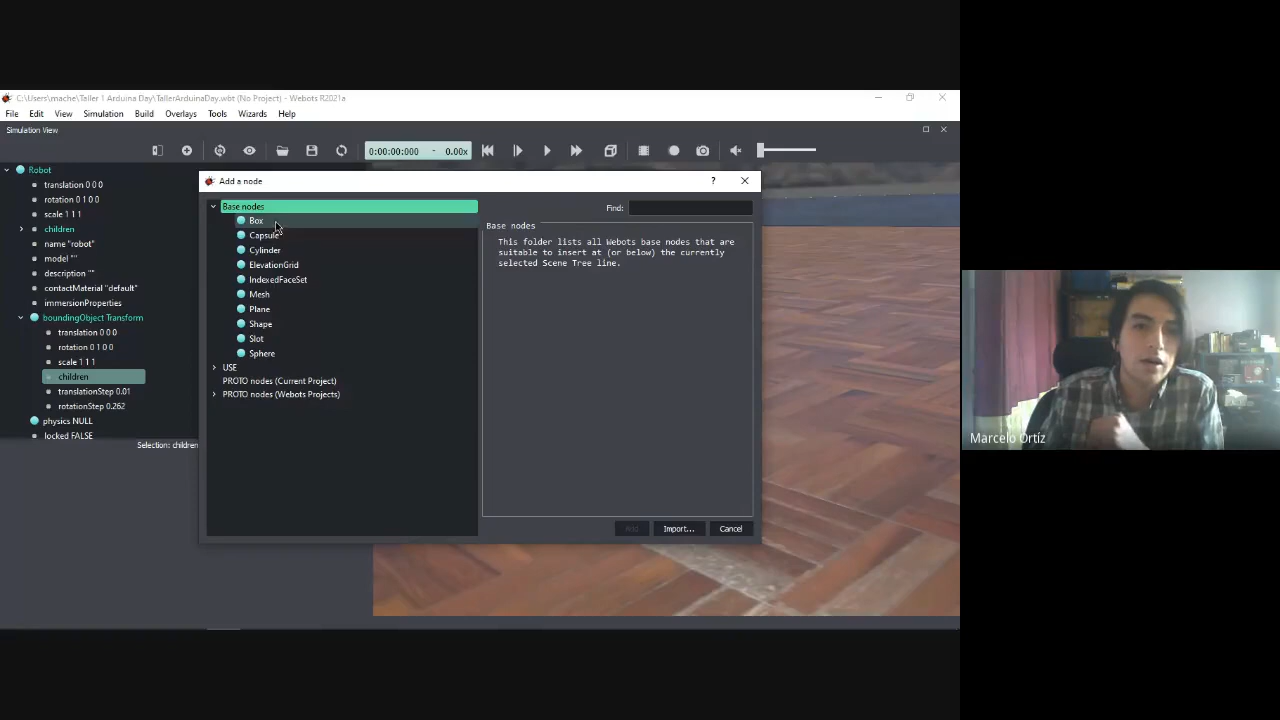 C:\Users\mache\Taller 1 Arduina Day\TallerArduinaDay.wbt (No Project) - Webots R2021a
File Edit View Simulation Build Overlays Tools Wizards Help
Simulation View
0:00:00:000 - 0.00x
Robot
translation 0 0 0
rotation 0 1 0 0
scale 1 1 1
children
name "robot"
model ""
description ""
contactMaterial "default"
immersionProperties
boundingObject Transform
translation 0 0 0
rotation 0 1 0 0
scale 1 1 1
children
translationStep 0.01
rotationStep 0.262
physics NULL
locked FALSE
Selection: children
Add a node
?
Base nodes
Box
Capsule
Cylinder
ElevationGrid
IndexedFaceSet
Mesh
Plane
Shape
Slot
Sphere
USE
PROTO nodes (Current Project)
PROTO nodes (Webots Projects)
Find:
Base nodes
This folder lists all Webots base nodes that are
suitable to insert at (or below) the currently
selected Scene Tree line.
Add
Import...
Cancel
Marcelo Ortíz